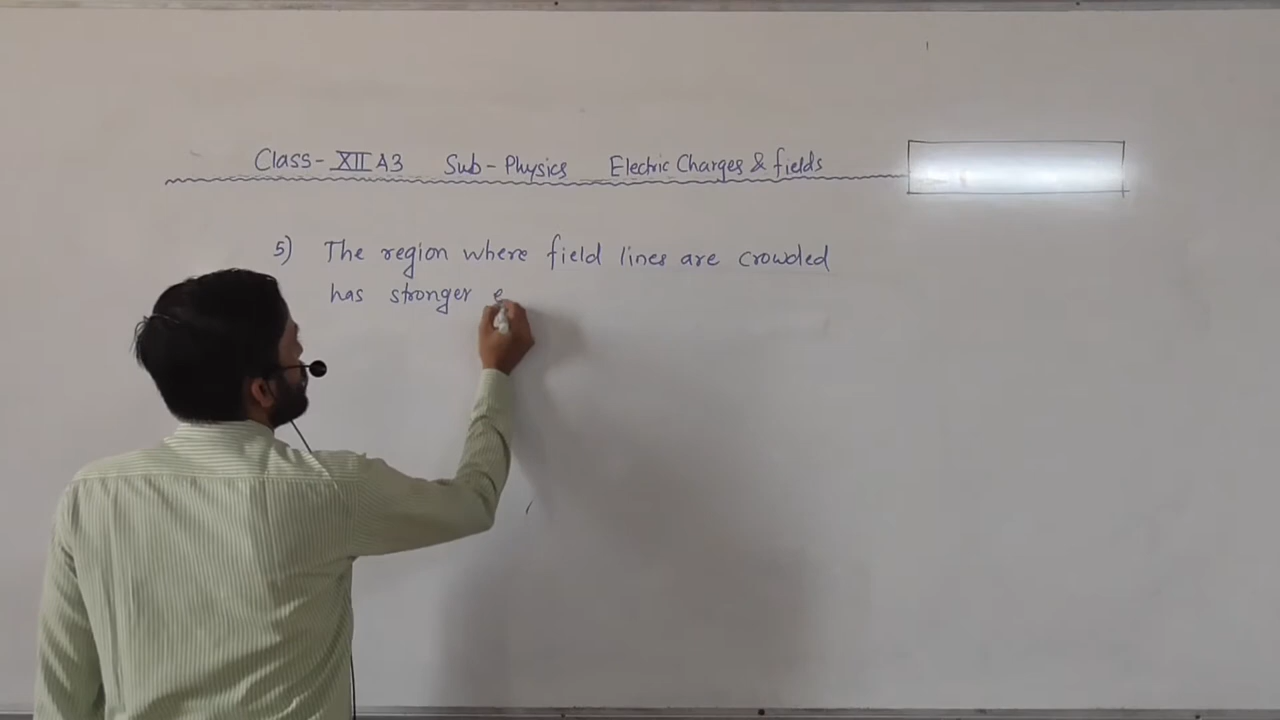 Class - XII A3 Sub - Physics Electric Charges & fields
5) The region where field lines are crowded
has stronger e